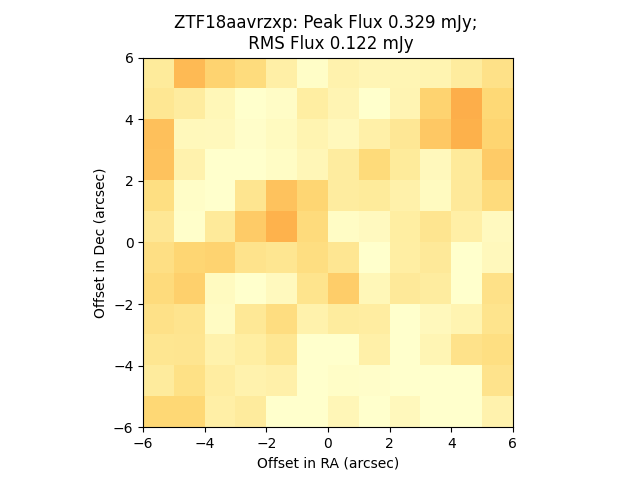 ZTF18aavrzxp: Peak Flux 0.329 mJy;
RMS Flux 0.122 mJy
6
4
2
0
−2
−4
−6
Offset in Dec (arcsec)
−6 −4 −2 0 2 4 6
Offset in RA (arcsec)